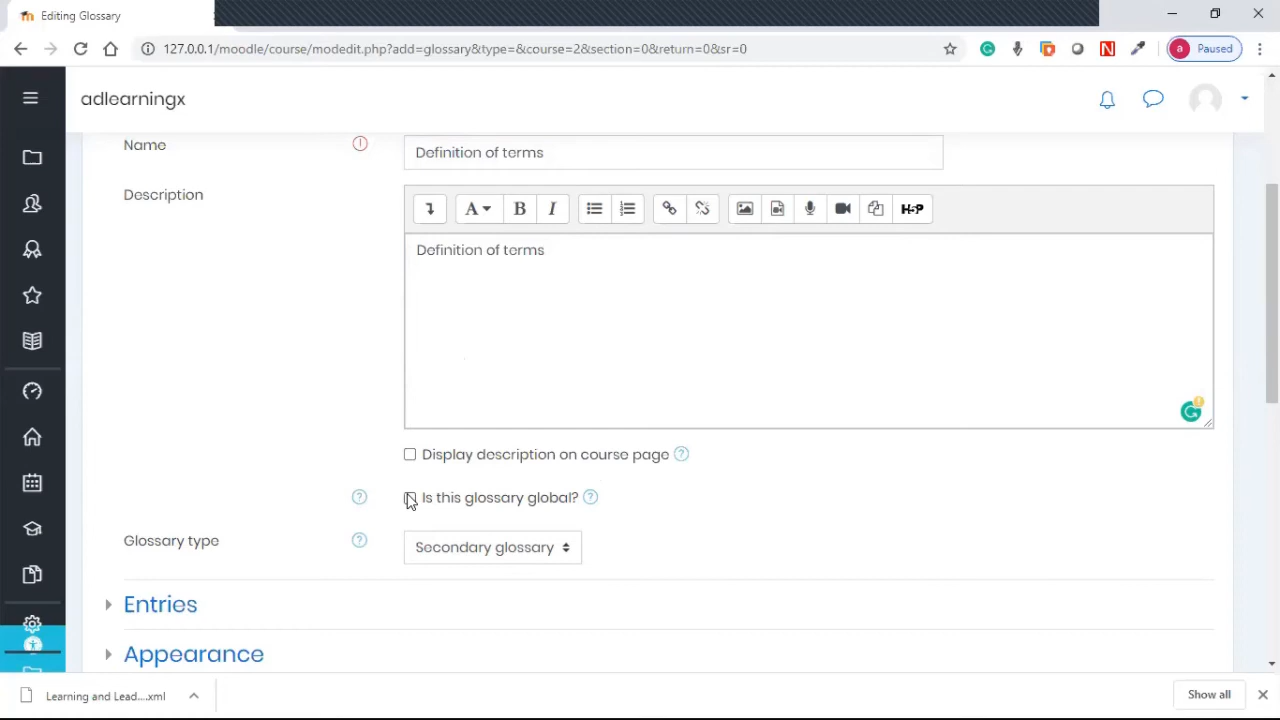 Editing Glossary
127.0.0.1/moodle/course/modedit.php?add=glossary&type=&course=2&section=0&return=0&sr=0
N
a Paused
adlearningx
Name
Definition of terms
Description
A B I H-P
Definition of terms
Display description on course page ?
? Is this glossary global? ?
Glossary type ? Secondary glossary
Entries
Appearance
Learning and Lead....xml
Show all